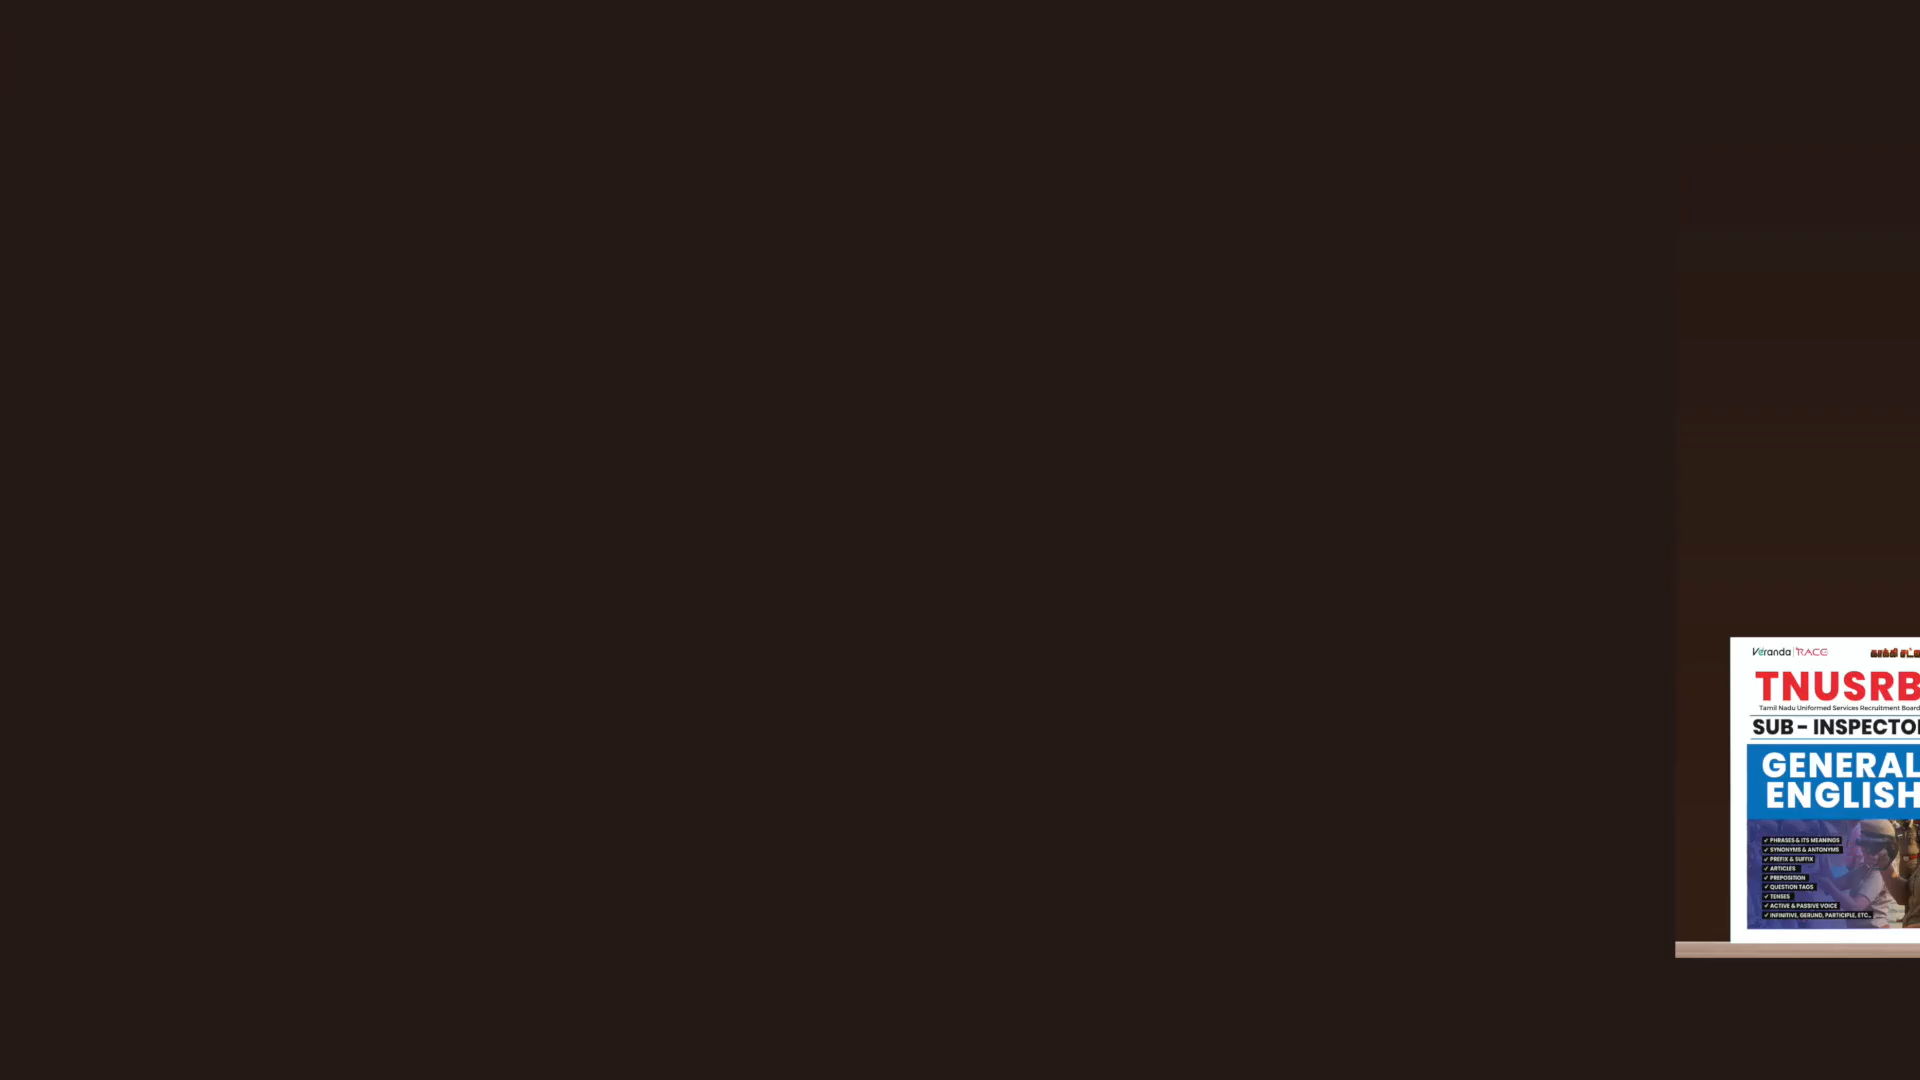 Veranda RACE காக்கி
TNUSRB
Tamil Nadu Uniformed Services Recruitment Board
SUB - INSPECTO
GENERAL
ENGLISH
✓ PHRASES & ITS MEANINGS
✓ SYNONYMS & ANTONYMS
✓ PREFIX & SUFFIX
✓ ARTICLES
✓ PREPOSITION
✓ QUESTION TAGS
✓ TENSES
✓ ACTIVE & PASSIVE VOICE
✓ INFINITIVE, GERUND, PARTICIPLE, ETC.,